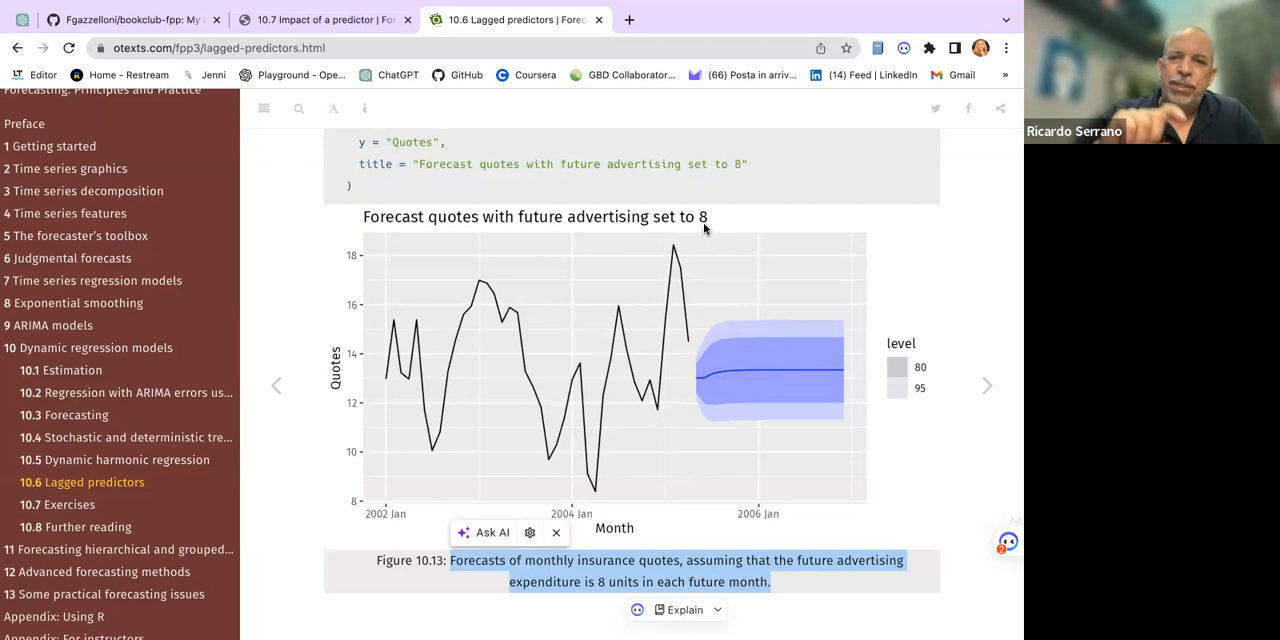 Fgazzelloni/bookclub-fpp: My
10.7 Impact of a predictor | For
10.6 Lagged predictors | Forec
otexts.com/fpp3/lagged-predictors.html
Editor
Home - Restream
Jenni
Playground - Ope...
ChatGPT
GitHub
Coursera
GBD Collaborator...
(66) Posta in arriv...
(14) Feed | LinkedIn
Gmail
»
Forecasting: Principles and Practice
Preface
1 Getting started
2 Time series graphics
3 Time series decomposition
4 Time series features
5 The forecaster's toolbox
6 Judgmental forecasts
7 Time series regression models
8 Exponential smoothing
9 ARIMA models
10 Dynamic regression models
10.1 Estimation
10.2 Regression with ARIMA errors us...
10.3 Forecasting
10.4 Stochastic and deterministic tre...
10.5 Dynamic harmonic regression
10.6 Lagged predictors
10.7 Exercises
10.8 Further reading
11 Forecasting hierarchical and grouped...
12 Advanced forecasting methods
13 Some practical forecasting issues
Appendix: Using R
Appendix: For instructors
y = "Quotes",
title = "Forecast quotes with future advertising set to 8"
)
Forecast quotes with future advertising set to 8
18
16
14
12
10
8
Quotes
2002 Jan
2004 Jan
2006 Jan
Month
level
80
95
Ask AI
Figure 10.13: Forecasts of monthly insurance quotes, assuming that the future advertising
expenditure is 8 units in each future month.
Explain
2
Ricardo Serrano